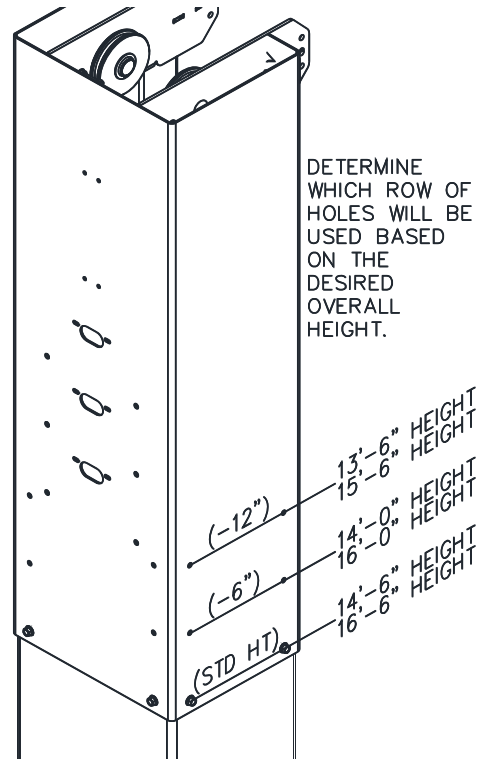 DETERMINE
WHICH ROW OF
HOLES WILL BE
USED BASED
ON THE
DESIRED
OVERALL
HEIGHT.
13'-6" HEIGHT
15'-6" HEIGHT
(-12")
14'-0" HEIGHT
16'-0" HEIGHT
(-6")
14'-6" HEIGHT
16'-6" HEIGHT
(STD HT)